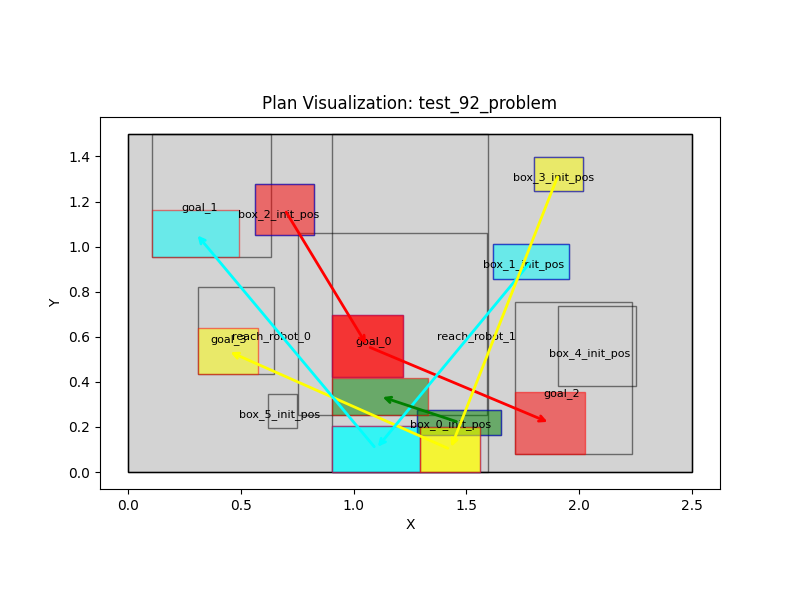 Plan Visualization: test_92_problem
1.4
1.2
1.0
0.8
0.6
0.4
0.2
0.0
Y
box_3_init_pos
goal_1
box_2_init_pos
box_1_init_pos
goal_3
reach_robot_0
goal_0
reach_robot_1
box_4_init_pos
goal_2
box_5_init_pos
box_0_init_pos
0.0
0.5
1.0
1.5
2.0
2.5
X